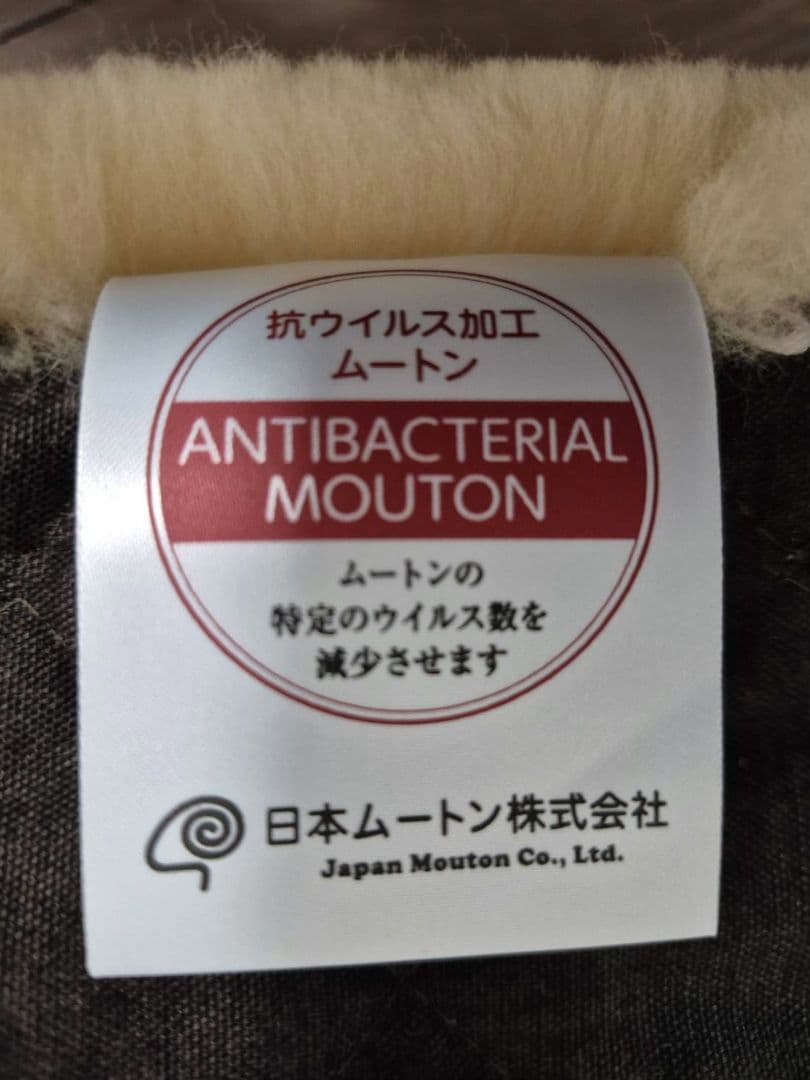 抗ウイルス加工
ムートン
ANTIBACTERIAL
MOUTON
ムートンの
特定のウイルス数を
減少させます
日本ムートン株式会社
Japan Mouton Co., Ltd.